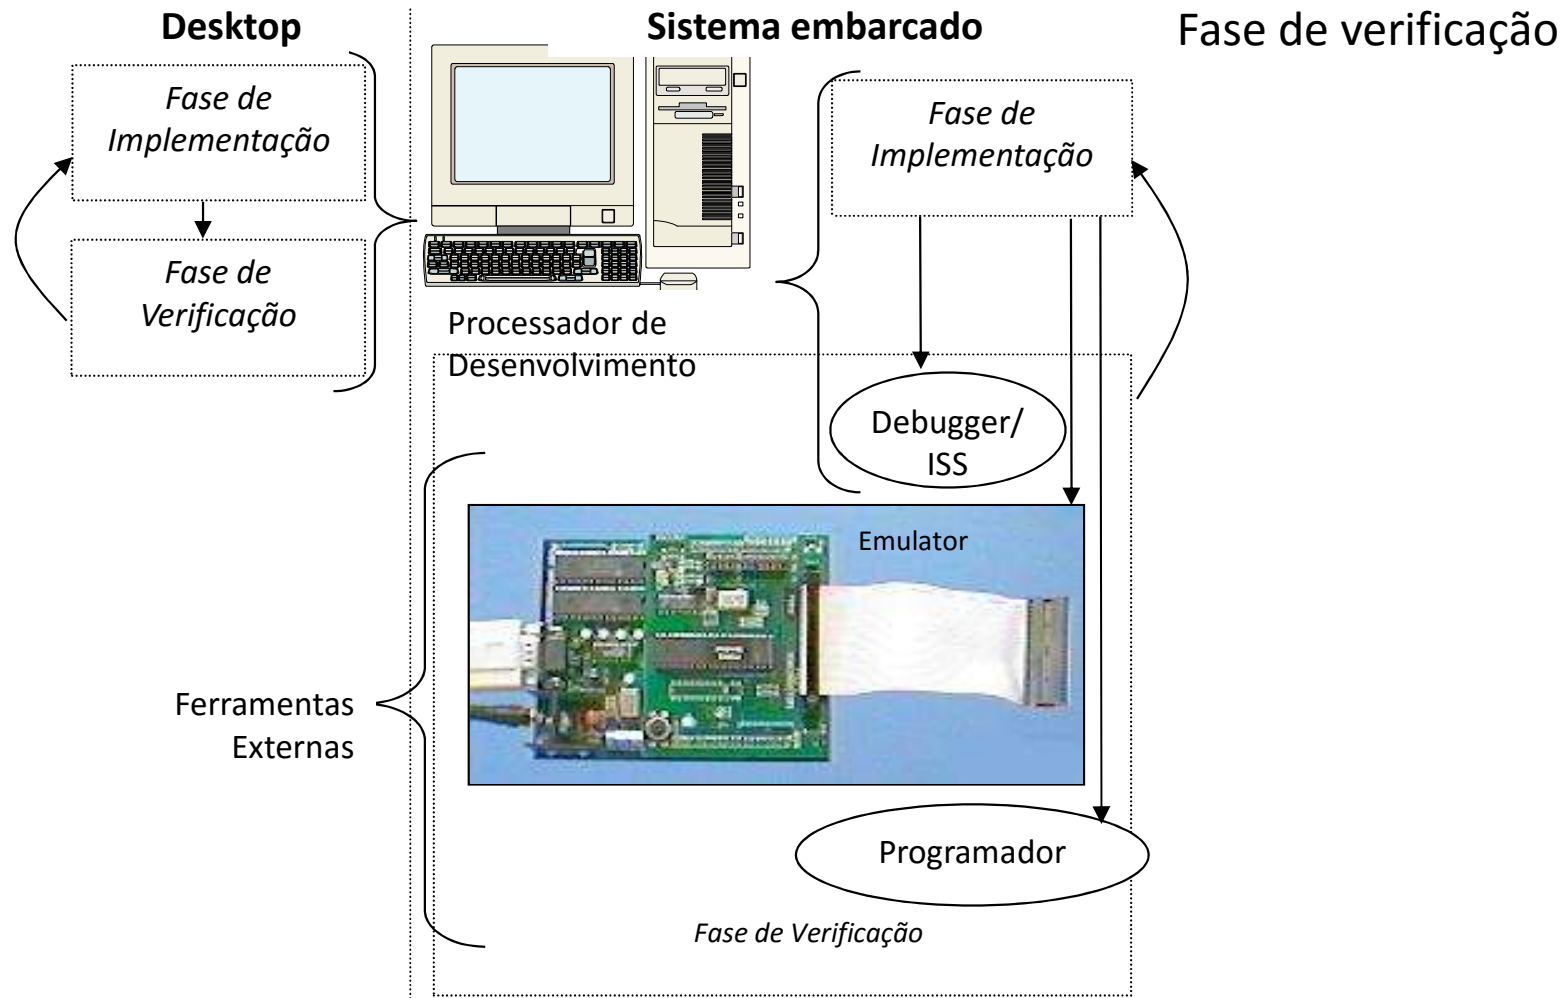 Desktop
Sistema embarcado
Fase de verificação
Fase de
Implementação
Fase de
Verificação
Processador de
Desenvolvimento
Fase de
Implementação
Debugger/
ISS
Emulator
Ferramentas
Externas
Programador
Fase de Verificação